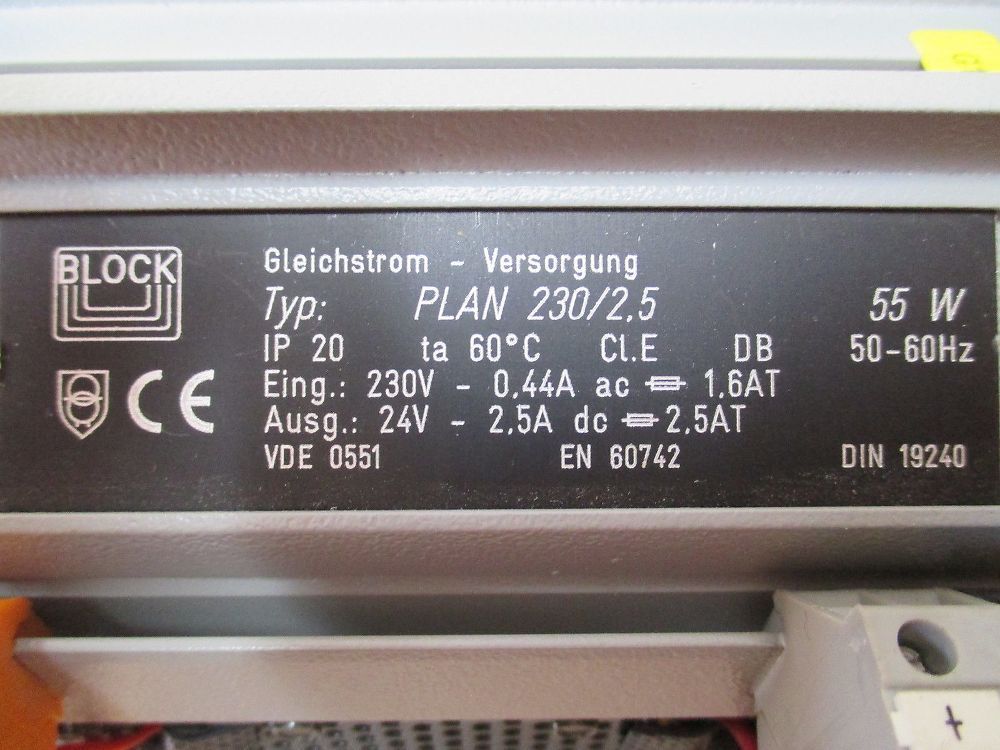 BLOCK
Gleichstrom - Versorgung
Typ: PLAN 230/2,5 55 W
IP 20 ta 60°C Cl.E DB 50-60Hz
Eing.: 230V - 0,44A ac 1,6AT
Ausg.: 24V - 2,5A dc 2,5AT
CE
VDE 0551 EN 60742 DIN 19240
+